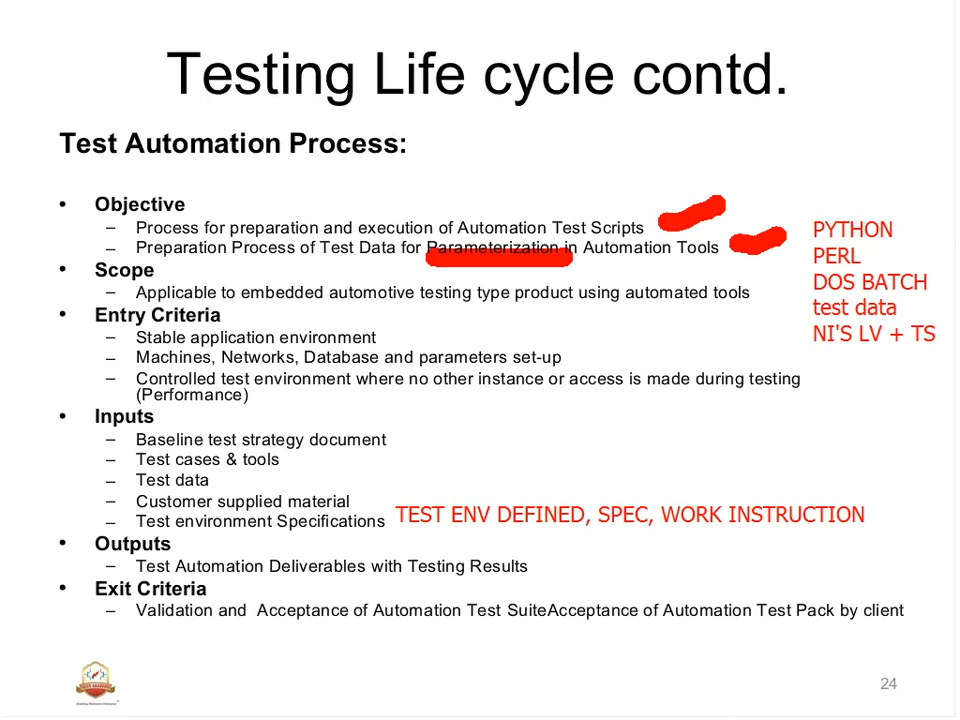 Testing Life cycle contd.
Test Automation Process:
• Objective
– Process for preparation and execution of Automation Test Scripts
– Preparation Process of Test Data for Parameterization in Automation Tools
PYTHON
PERL
DOS BATCH
test data
NI'S LV + TS
• Scope
– Applicable to embedded automotive testing type product using automated tools
• Entry Criteria
– Stable application environment
– Machines, Networks, Database and parameters set-up
– Controlled test environment where no other instance or access is made during testing
(Performance)
• Inputs
– Baseline test strategy document
– Test cases & tools
– Test data
– Customer supplied material
– Test environment Specifications
TEST ENV DEFINED, SPEC, WORK INSTRUCTION
• Outputs
– Test Automation Deliverables with Testing Results
• Exit Criteria
– Validation and  Acceptance of Automation Test SuiteAcceptance of Automation Test Pack by client
24